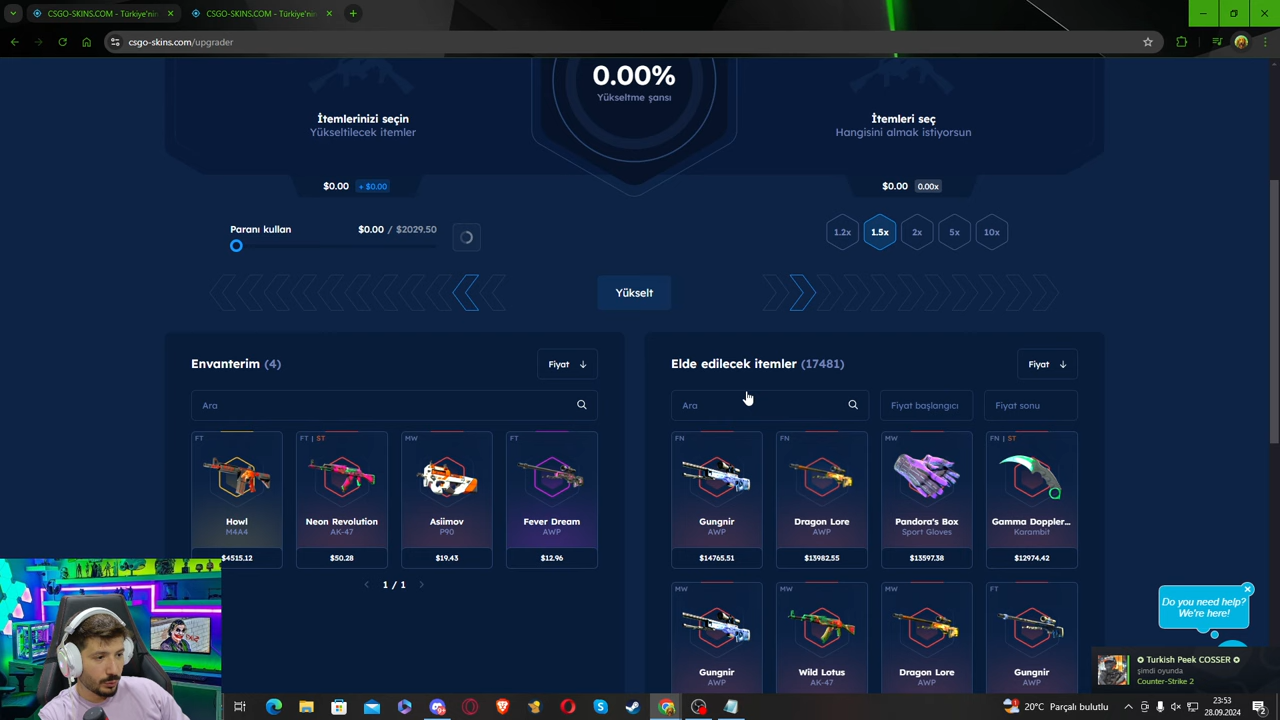 CSGO-SKINS.COM - Türkiye'nin
CSGO-SKINS.COM - Türkiye'nin
csgo-skins.com/upgrader
0.00%
Yükseltme şansı
İtemlerinizi seçin
Yükseltilecek itemler
İtemleri seç
Hangisini almak istiyorsun
$0.00 + $0.00
$0.00 0.00x
Paranı kullan $0.00 / $2029.50
1.2x 1.5x 2x 5x 10x
Yükselt
Envanterim (4) Fiyat
Elde edilecek itemler (17481) Fiyat
Ara
Ara Fiyat başlangıcı Fiyat sonu
FT
Howl
M4A4
$4515.12
FT | ST
Neon Revolution
AK-47
$50.28
MW
Asiimov
P90
$19.43
FT
Fever Dream
AWP
$12.96
1 / 1
FN
Gungnir
AWP
$14765.51
FN
Dragon Lore
AWP
$13982.55
MW
Pandora's Box
Sport Gloves
$13597.38
FN | ST
Gamma Doppler...
Karambit
$12974.42
MW
Gungnir
AWP
MW
Wild Lotus
AK-47
MW
Dragon Lore
AWP
FT
Gungnir
AWP
Do you need help?
We're here!
✪ Turkish Peek COSSER ✪
şimdi oyunda
Counter-Strike 2
20°C Parçalı bulutlu
23:53
28.09.2024
2